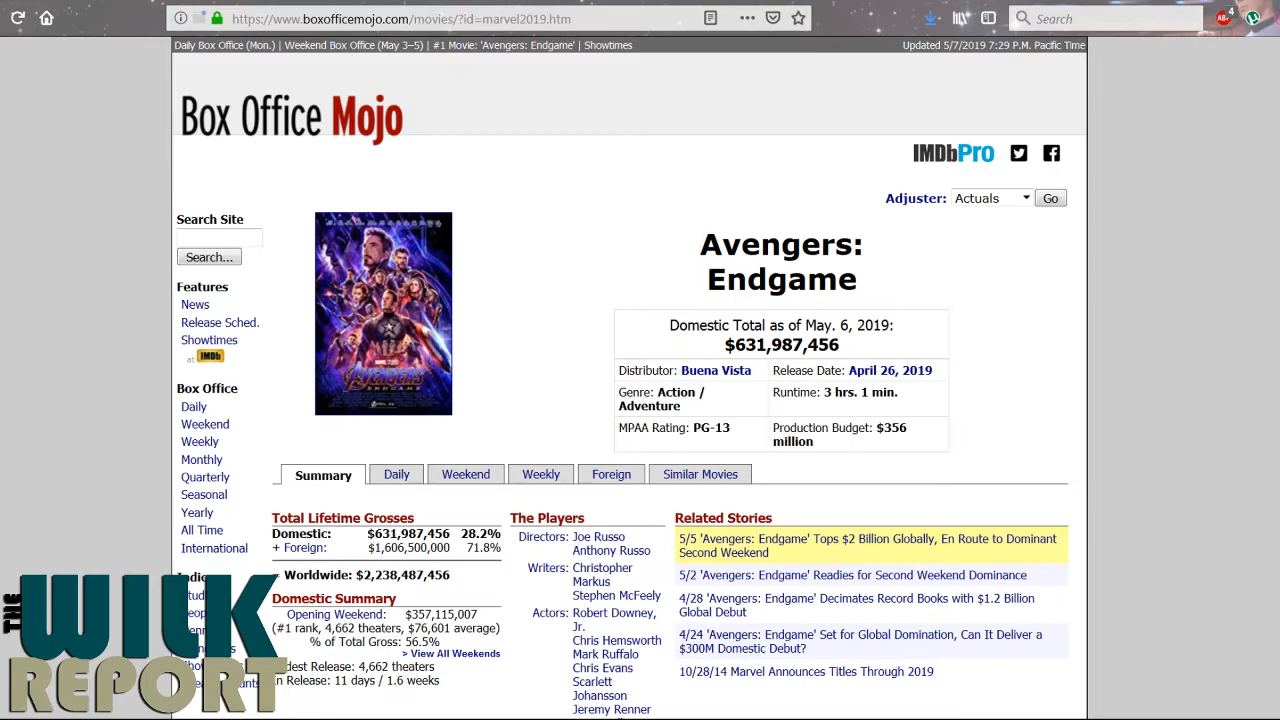 https://www.boxofficemojo.com/movies/?id=marvel2019.htm
Search
4
Daily Box Office (Mon.) | Weekend Box Office (May 3–5) | #1 Movie: 'Avengers: Endgame' | Showtimes
Updated 5/7/2019 7:29 P.M. Pacific Time
Box Office Mojo
IMDbPro
Adjuster: Actuals Go
Search Site
Search...
Features
News
Release Sched.
Showtimes
at IMDb
Box Office
Daily
Weekend
Weekly
Monthly
Quarterly
Seasonal
Yearly
All Time
International
AVENGERS
ENDGAME
Avengers:
Endgame
Domestic Total as of May. 6, 2019:
$631,987,456
Distributor: Buena Vista
Release Date: April 26, 2019
Genre: Action /
Adventure
Runtime: 3 hrs. 1 min.
MPAA Rating: PG-13
Production Budget: $356
million
Summary Daily Weekend Weekly Foreign Similar Movies
Total Lifetime Grosses
Domestic: $631,987,456 28.2%
+ Foreign: $1,606,500,000 71.8%
Worldwide: $2,238,487,456
Domestic Summary
Opening Weekend: $357,115,007
(#1 rank, 4,662 theaters, $76,601 average)
% of Total Gross: 56.5%
> View All Weekends
4,662 theaters
Release: 11 days / 1.6 weeks
The Players
Directors: Joe Russo
Anthony Russo
Writers: Christopher
Markus
Stephen McFeely
Actors: Robert Downey,
Jr.
Chris Hemsworth
Mark Ruffalo
Chris Evans
Scarlett
Johansson
Jeremy Renner
Related Stories
5/5 'Avengers: Endgame' Tops $2 Billion Globally, En Route to Dominant
Second Weekend
5/2 'Avengers: Endgame' Readies for Second Weekend Dominance
4/28 'Avengers: Endgame' Decimates Record Books with $1.2 Billion
Global Debut
4/24 'Avengers: Endgame' Set for Global Domination, Can It Deliver a
$300M Domestic Debut?
10/28/14 Marvel Announces Titles Through 2019
THE
WILK
REPORT